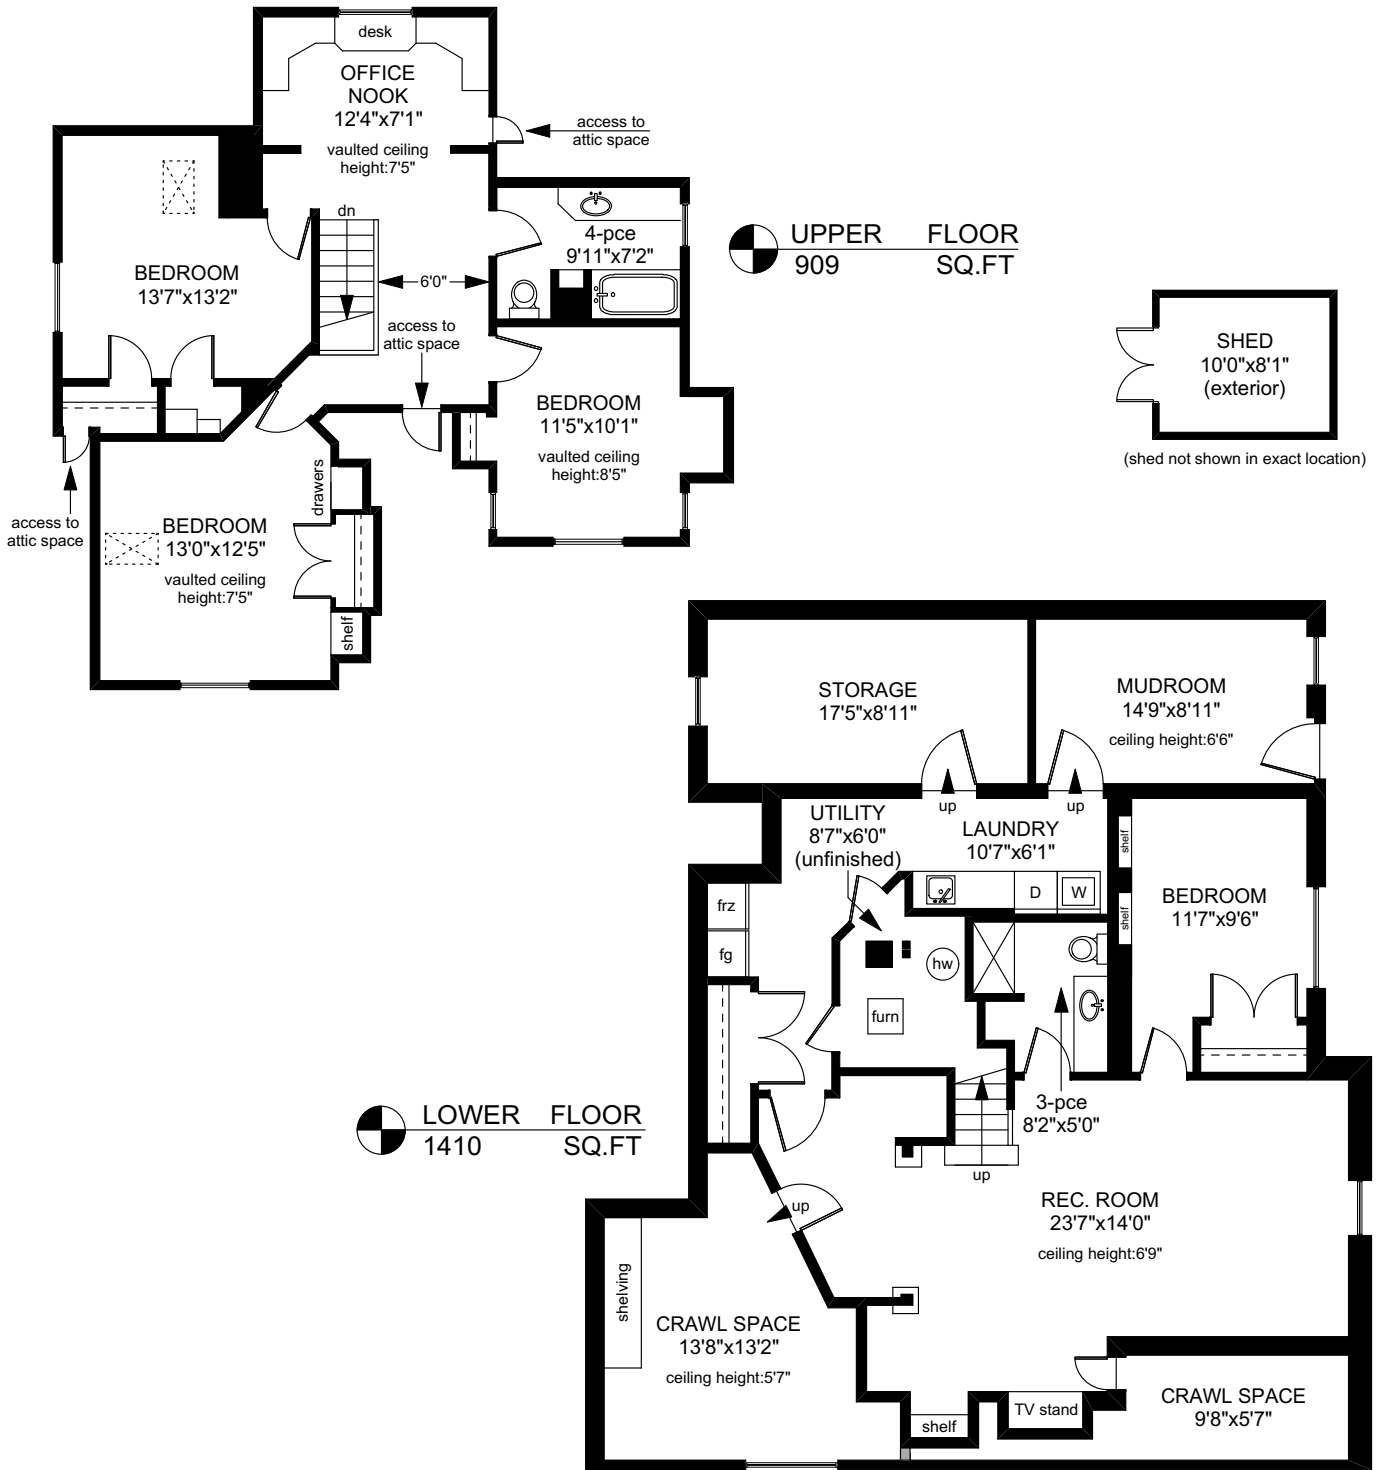 desk
OFFICE
NOOK
12'4"x7'1"
vaulted ceiling
height:7'5"
access to
attic space
dn
4-pce
9'11"x7'2"
UPPER FLOOR
909 SQ.FT
BEDROOM
13'7"x13'2"
6'0"
access to
attic space
SHED
10'0"x8'1"
(exterior)
(shed not shown in exact location)
BEDROOM
11'5"x10'1"
vaulted ceiling
height:8'5"
drawers
access to
attic space
BEDROOM
13'0"x12'5"
vaulted ceiling
height:7'5"
shelf
STORAGE
17'5"x8'11"
MUDROOM
14'9"x8'11"
ceiling height:6'6"
up
up
UTILITY
8'7"x6'0"
(unfinished)
LAUNDRY
10'7"x6'1"
shelf
D
W
BEDROOM
11'7"x9'6"
shelf
frz
fg
hw
furn
LOWER FLOOR
1410 SQ.FT
3-pce
8'2"x5'0"
up
up
REC. ROOM
23'7"x14'0"
ceiling height:6'9"
shelving
CRAWL SPACE
13'8"x13'2"
ceiling height:5'7"
TV stand
shelf
CRAWL SPACE
9'8"x5'7"